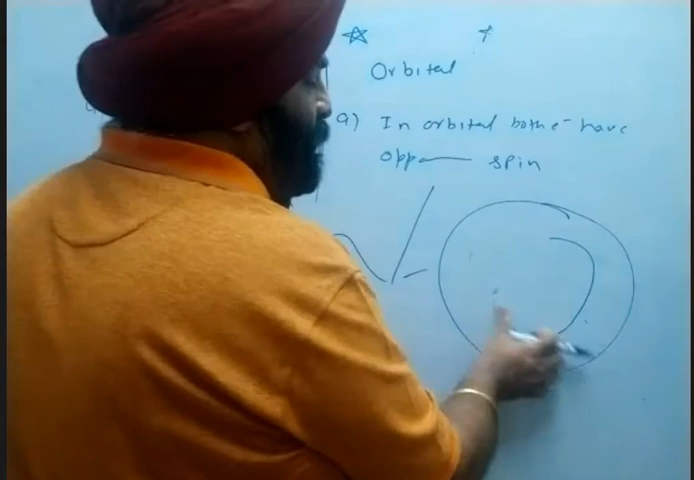 Orbital
a) In orbital both e⁻ have
oppo spin